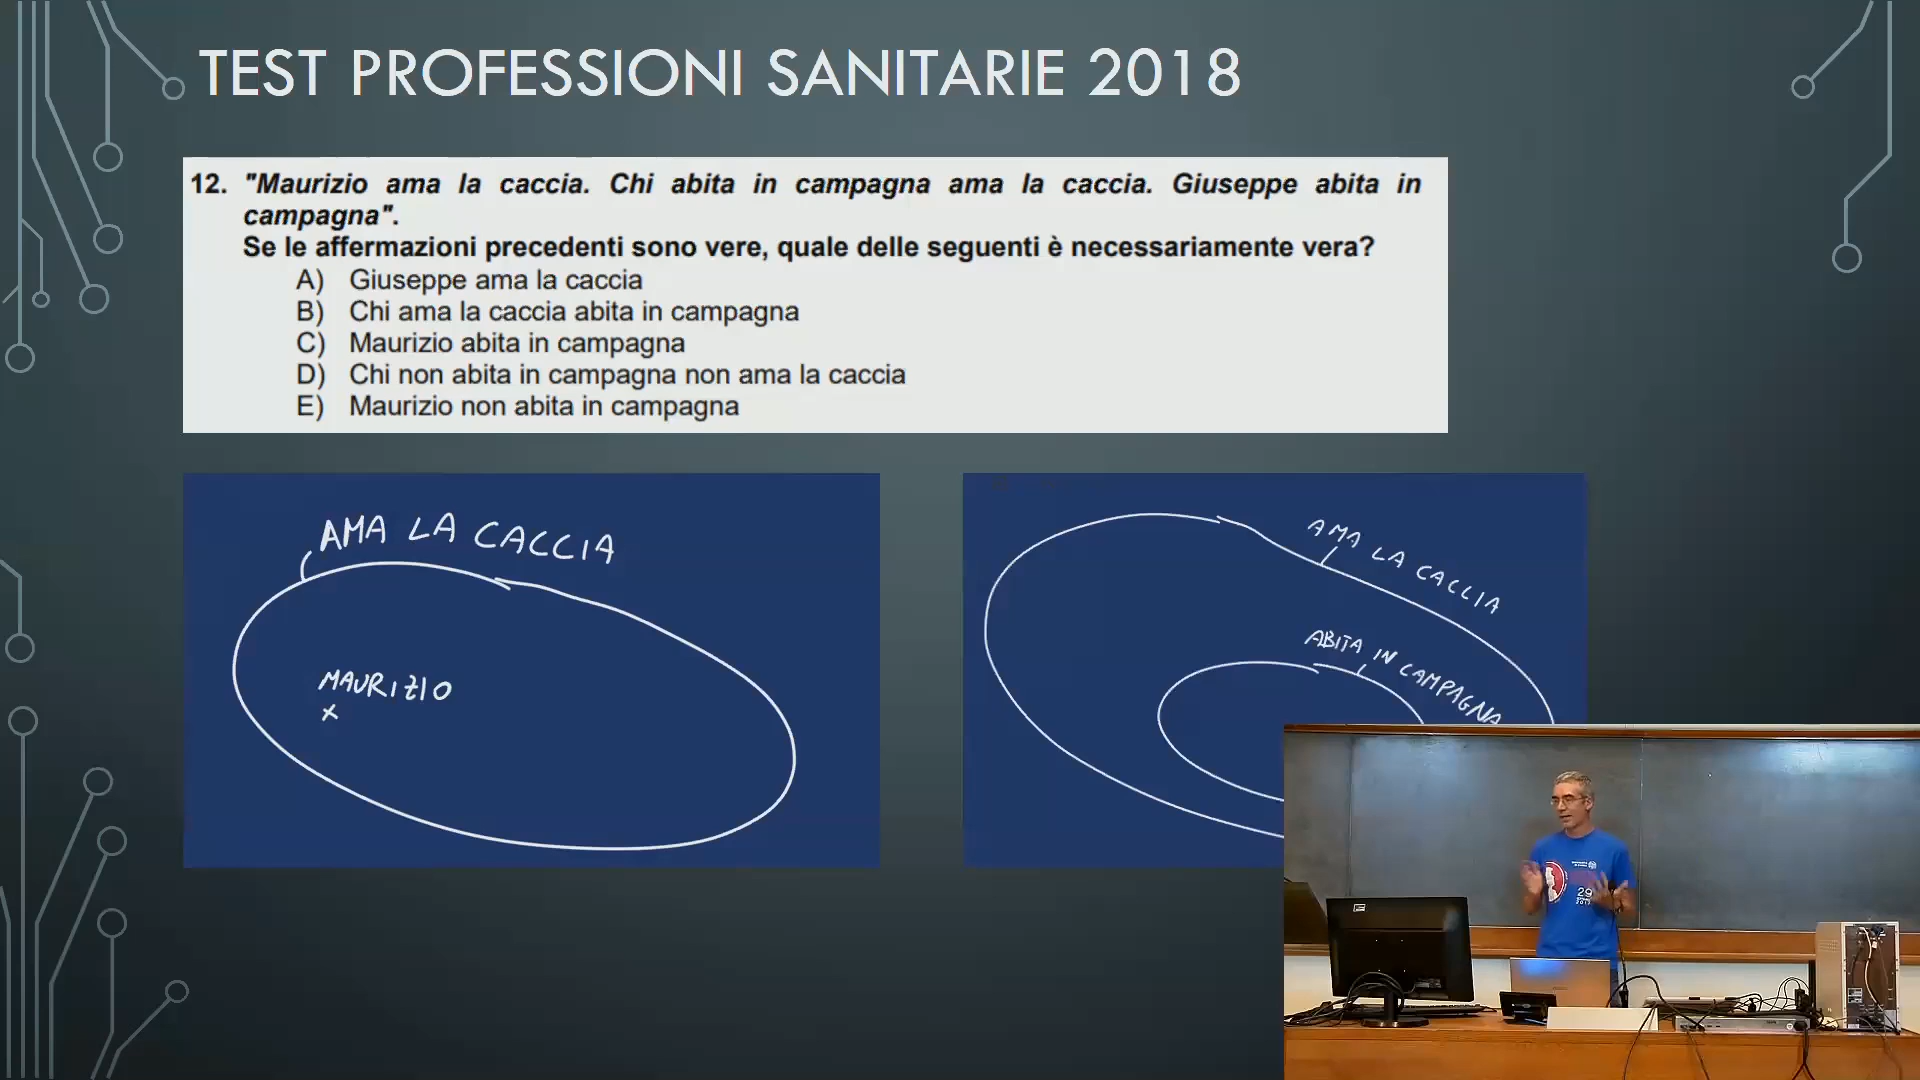 TEST PROFESSIONI SANITARIE 2018
12. "Maurizio ama la caccia. Chi abita in campagna ama la caccia. Giuseppe abita in
campagna".
Se le affermazioni precedenti sono vere, quale delle seguenti è necessariamente vera?
A) Giuseppe ama la caccia
B) Chi ama la caccia abita in campagna
C) Maurizio abita in campagna
D) Chi non abita in campagna non ama la caccia
E) Maurizio non abita in campagna
AMA LA CACCIA
MAURIZIO
AMA LA CACCIA
ABITA IN CAMPAGNA
29